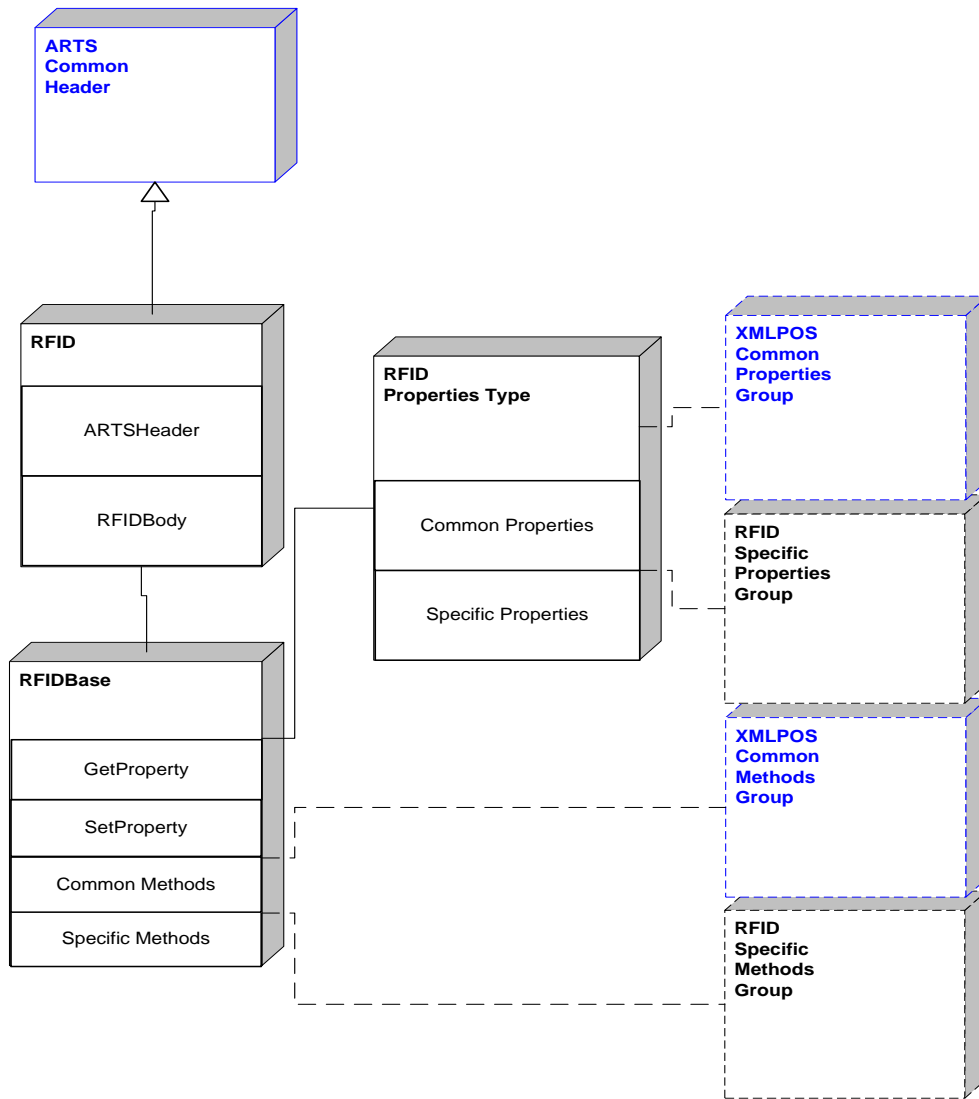 ARTS
Common
Header
RFID
ARTSHeader
RFIDBody
RFID
Properties Type
Common Properties
Specific Properties
XMLPOS
Common
Properties
Group
RFID
Specific
Properties
Group
RFIDBase
GetProperty
SetProperty
Common Methods
Specific Methods
XMLPOS
Common
Methods
Group
RFID
Specific
Methods
Group